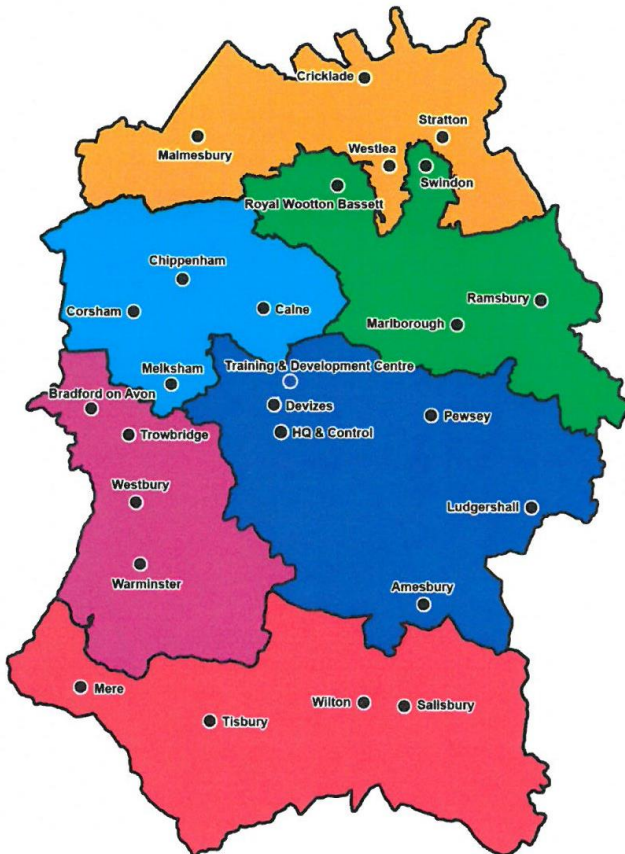 Cricklade
Stratton
Malmesbury
Westlea
Swindon
Royal Wootton Bassett
Chippenham
Ramsbury
Corsham
Calne
Marlborough
Training & Development Centre
Melksham
Bradford on Avon
Devizes
Pewsey
Trowbridge
HQ & Control
Westbury
Ludgershall
Warminster
Amesbury
Mere
Wilton
Salisbury
Tisbury